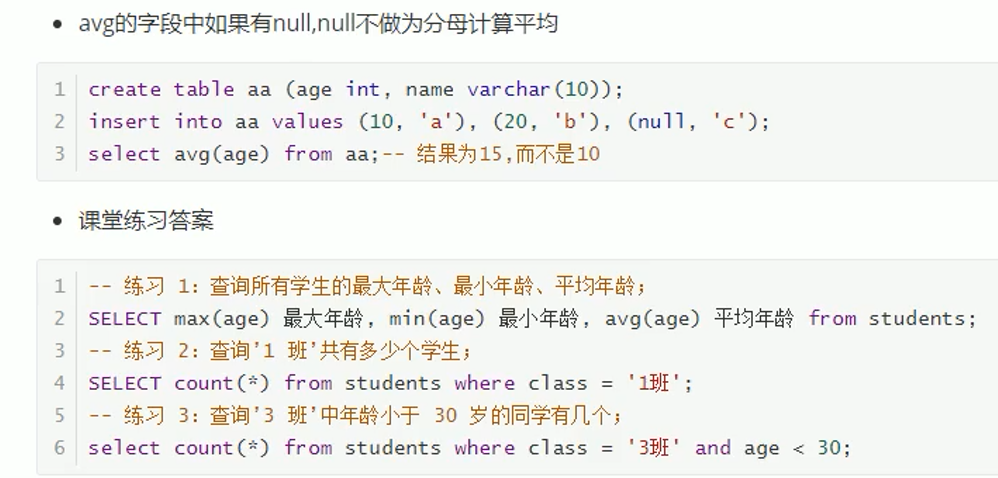 avg的字段中如果有null,null不做为分母计算平均
1 create table aa (age int, name varchar(10));
2 insert into aa values (10, 'a'), (20, 'b'), (null, 'c');
3 select avg(age) from aa;-- 结果为15,而不是10
课堂练习答案
1 -- 练习 1：查询所有学生的最大年龄、最小年龄、平均年龄；
2 SELECT max(age) 最大年龄, min(age) 最小年龄, avg(age) 平均年龄 from students;
3 -- 练习 2：查询’1 班’共有多少个学生；
4 SELECT count(*) from students where class = '1班';
5 -- 练习 3：查询’3 班’中年龄小于 30 岁的同学有几个；
6 select count(*) from students where class = '3班' and age < 30;